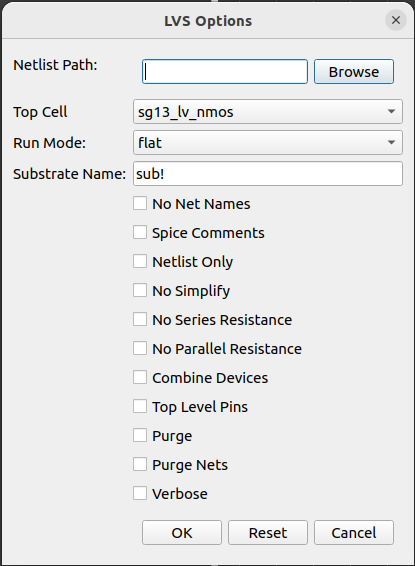 LVS Options
Netlist Path:
Browse
Top Cell sg13_lv_nmos
Run Mode: flat
Substrate Name: sub!
No Net Names
Spice Comments
Netlist Only
No Simplify
No Series Resistance
No Parallel Resistance
Combine Devices
Top Level Pins
Purge
Purge Nets
Verbose
OK Reset Cancel